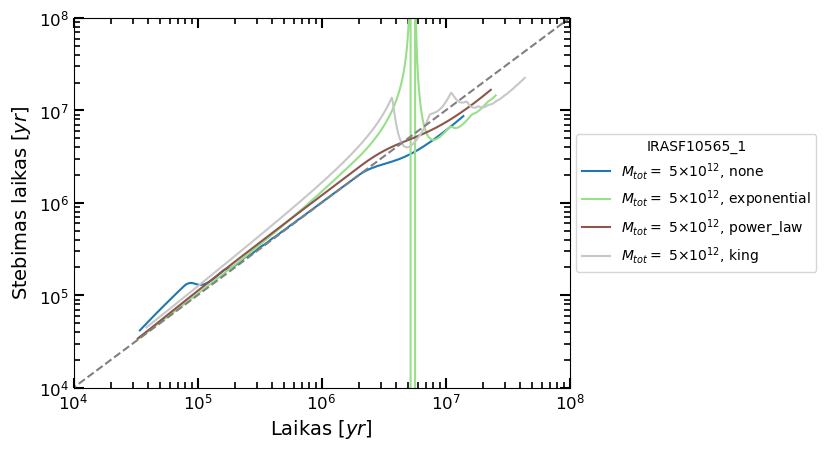 10^8
10^7
10^6
10^5
10^4
Stebimas laikas [yr]
10^4 10^5 10^6 10^7 10^8
Laikas [yr]
IRASF10565_1
M_tot = 5×10^12, none
M_tot = 5×10^12, exponential
M_tot = 5×10^12, power_law
M_tot = 5×10^12, king